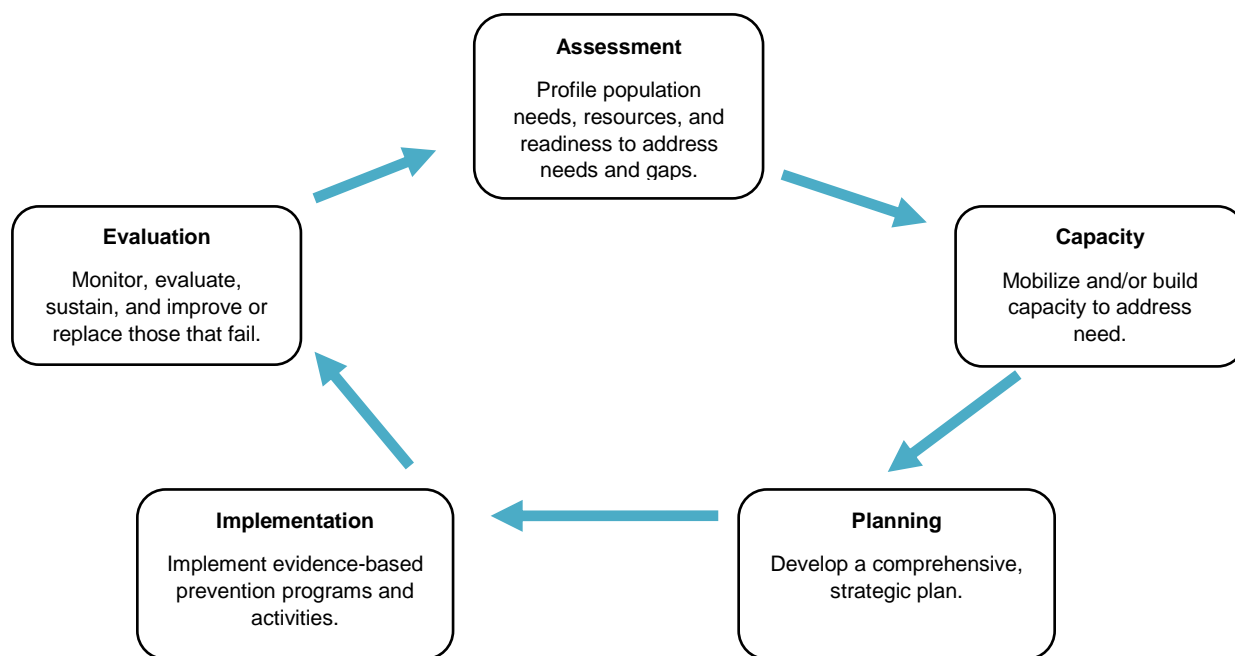 Assessment
Profile population
needs, resources, and
readiness to address
needs and gaps.
Capacity
Mobilize and/or build
capacity to address
need.
Planning
Develop a comprehensive,
strategic plan.
Implementation
Implement evidence-based
prevention programs and
activities.
Evaluation
Monitor, evaluate,
sustain, and improve or
replace those that fail.